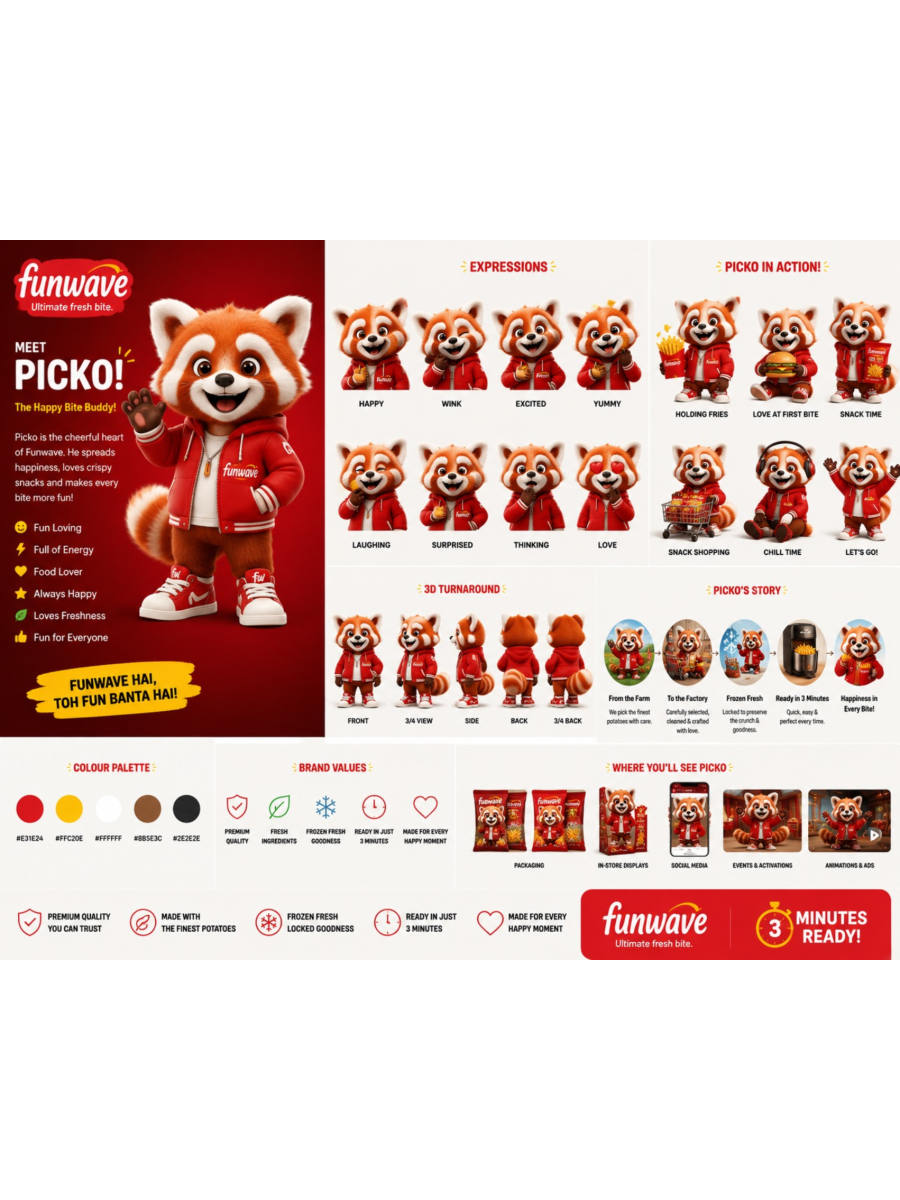 funwave
Ultimate fresh bite.
MEET
PICKO!
The Happy Bite Buddy!
Picko is the cheerful heart
of Funwave. He spreads
happiness, loves crispy
snacks and makes every
bite more fun!
Fun Loving
Full of Energy
Food Lover
Always Happy
Loves Freshness
Fun for Everyone
FUNWAVE HAI,
TOH FUN BANTA HAI!
funwave
fw
fw
EXPRESSIONS
HAPPY
WINK
EXCITED
YUMMY
LAUGHING
SURPRISED
THINKING
LOVE
PICKO IN ACTION!
HOLDING FRIES
LOVE AT FIRST BITE
SNACK TIME
SNACK SHOPPING
CHILL TIME
LET'S GO!
3D TURNAROUND
FRONT
3/4 VIEW
SIDE
BACK
3/4 BACK
PICKO'S STORY
From the Farm
We pick the finest
potatoes with care.
To the Factory
Carefully selected,
cleaned & crafted
with love.
Frozen Fresh
Locked to preserve
the crunch &
goodness.
Ready in 3 Minutes
Quick, easy &
perfect every time.
Happiness in
Every Bite!
COLOUR PALETTE
#E31E24
#FFC20E
#FFFFFF
#8B5E3C
#2E2E2E
BRAND VALUES
PREMIUM
QUALITY
FRESH
INGREDIENTS
FROZEN FRESH
GOODNESS
READY IN JUST
3 MINUTES
MADE FOR EVERY
HAPPY MOMENT
WHERE YOU'LL SEE PICKO
funwave
funwave
PACKAGING
IN-STORE DISPLAYS
SOCIAL MEDIA
EVENTS & ACTIVATIONS
ANIMATIONS & ADS
PREMIUM QUALITY
YOU CAN TRUST
MADE WITH
THE FINEST POTATOES
FROZEN FRESH
LOCKED GOODNESS
READY IN JUST
3 MINUTES
MADE FOR EVERY
HAPPY MOMENT
funwave
Ultimate fresh bite.
3 MINUTES
READY!